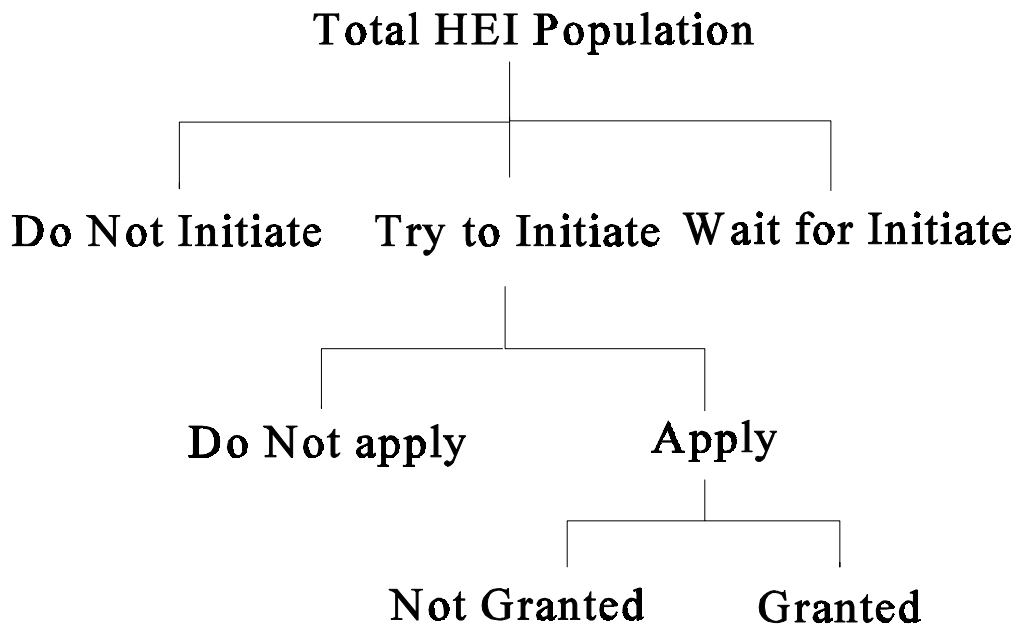 Total HEI Population
Do Not Initiate Try to Initiate Wait for Initiate
Do Not apply Apply
Not Granted Granted